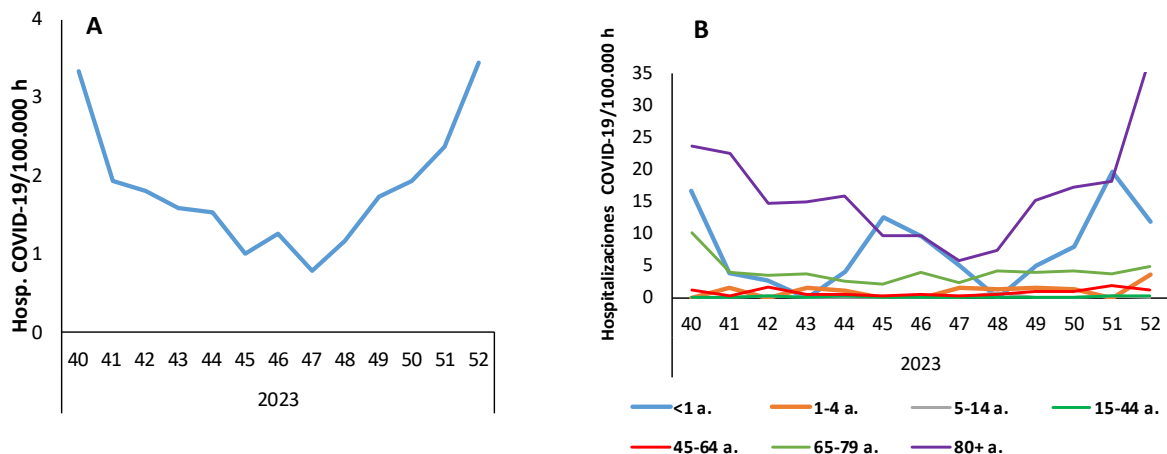 A
Hosp. COVID-19/100.000 h
4
3
2
1
0
40 41 42 43 44 45 46 47 48 49 50 51 52
2023
B
Hospitalizaciones COVID-19/100.000 h
35
30
25
20
15
10
5
0
40 41 42 43 44 45 46 47 48 49 50 51 52
2023
<1 a. 1-4 a. 5-14 a. 15-44 a.
45-64 a. 65-79 a. 80+ a.